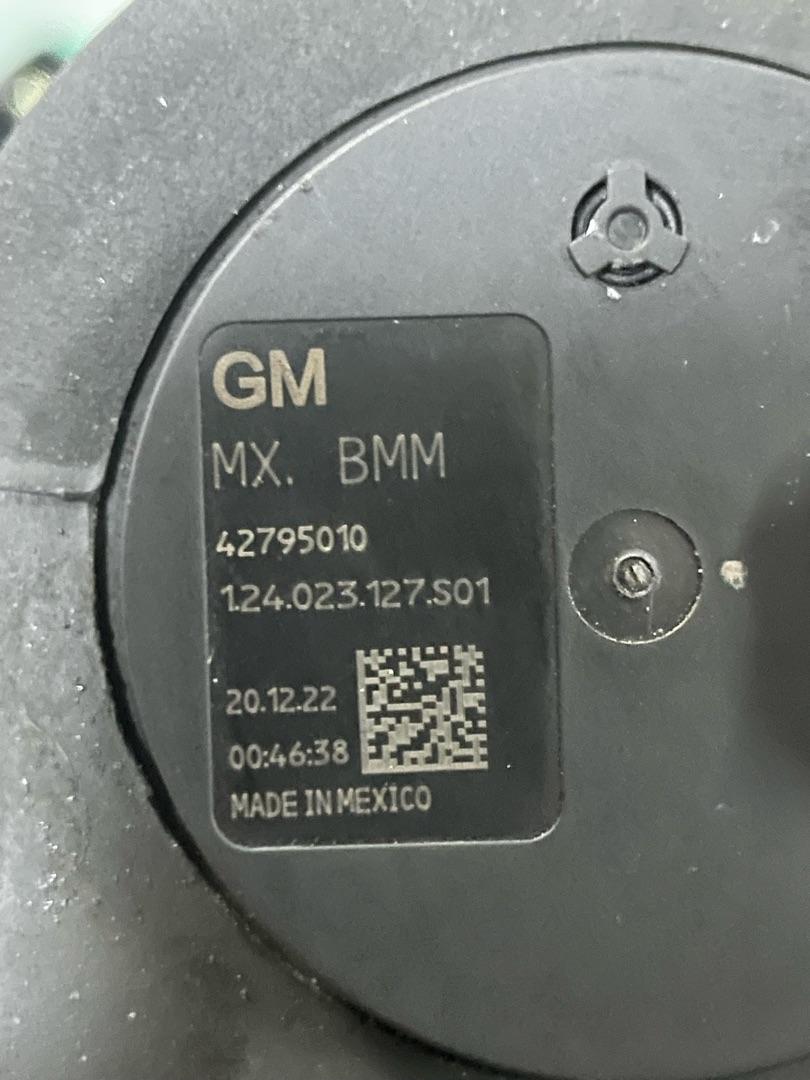 GM
MX. BMM
42795010
1.24.023.127.S01
20.12.22
00:46:38
MADE IN MEXICO